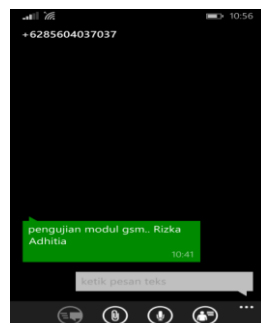 10:56
+6285604037037
pengujian modul gsm.. Rizka
Adhitia
10:41
ketik pesan teks
...